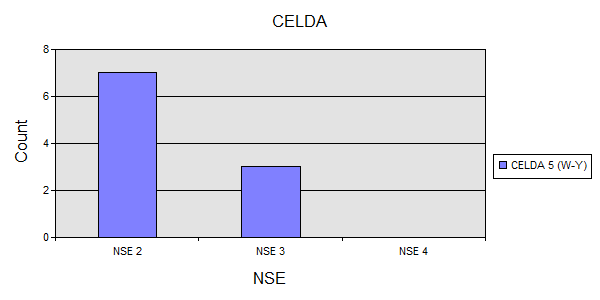 CELDA
8
6
4
2
0
Count
NSE 2
NSE 3
NSE 4
NSE
CELDA 5 (W-Y)